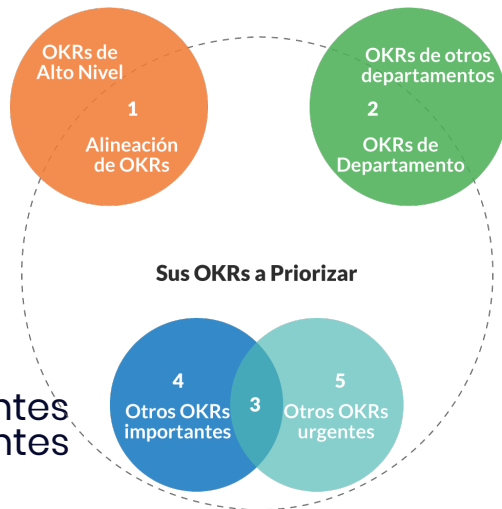 OKRs de
Alto Nivel
1
Alineación
de OKRs
OKRs de otros
departamentos
2
OKRs de
Departamento
Sus OKRs a Priorizar
4
Otros OKRs
importantes
3
5
Otros OKRs
urgentes
ntes
ntes